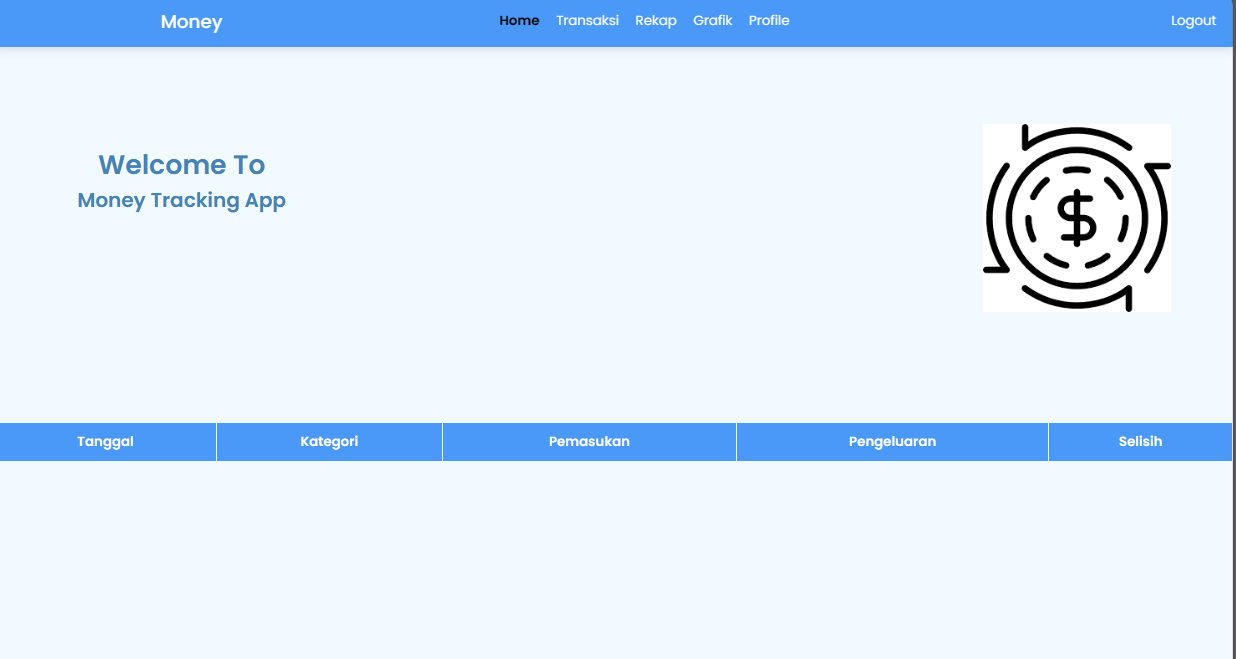 Money Home Transaksi Rekap Grafik Profile Logout
Welcome To
Money Tracking App
$
Tanggal Kategori Pemasukan Pengeluaran Selisih